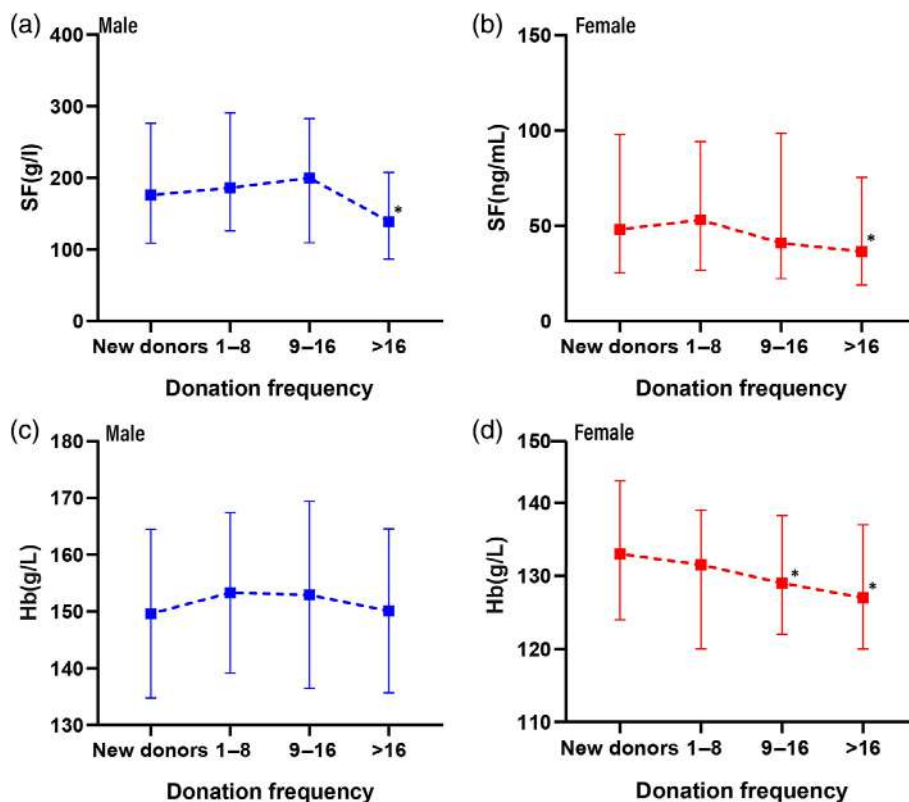 (a) Male
400
300
200
100
0
SF(g/l)
*
New donors 1–8 9–16 >16
Donation frequency
(b) Female
150
100
50
0
SF(ng/mL)
*
New donors 1–8 9–16 >16
Donation frequency
(c) Male
180
170
160
150
140
130
Hb(g/L)
New donors 1–8 9–16 >16
Donation frequency
(d) Female
150
140
130
120
110
Hb(g/L)
*
*
New donors 1–8 9–16 >16
Donation frequency